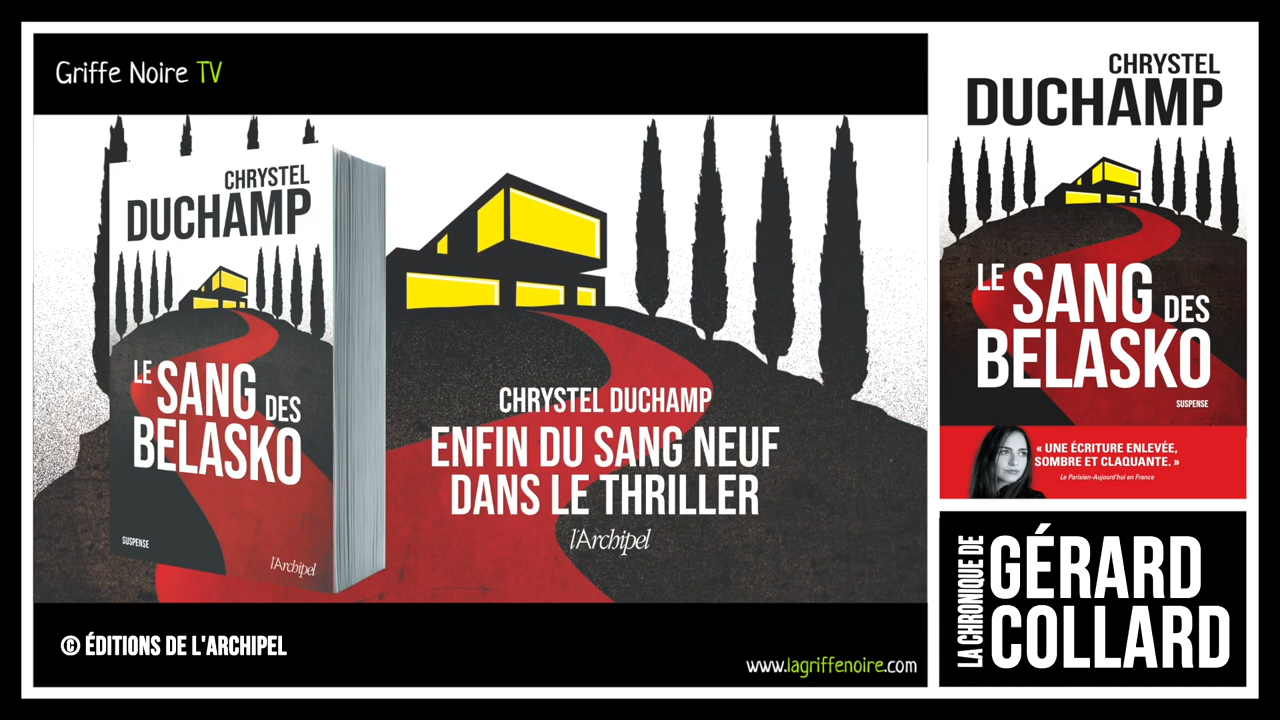 Griffe Noire TV
CHRYSTEL
DUCHAMP
LE SANG DES
BELASKO
SUSPENSE
l'Archipel
CHRYSTEL DUCHAMP
ENFIN DU SANG NEUF
DANS LE THRILLER
l'Archipel
© ÉDITIONS DE L'ARCHIPEL
www.lagriffenoire.com
CHRYSTEL
DUCHAMP
LE SANG DES
BELASKO
SUSPENSE
« UNE ÉCRITURE ENLEVÉE,
SOMBRE ET CLAQUANTE. »
Le Parisien-Aujourd'hui en France
LA CHRONIQUE DE
GÉRARD
COLLARD